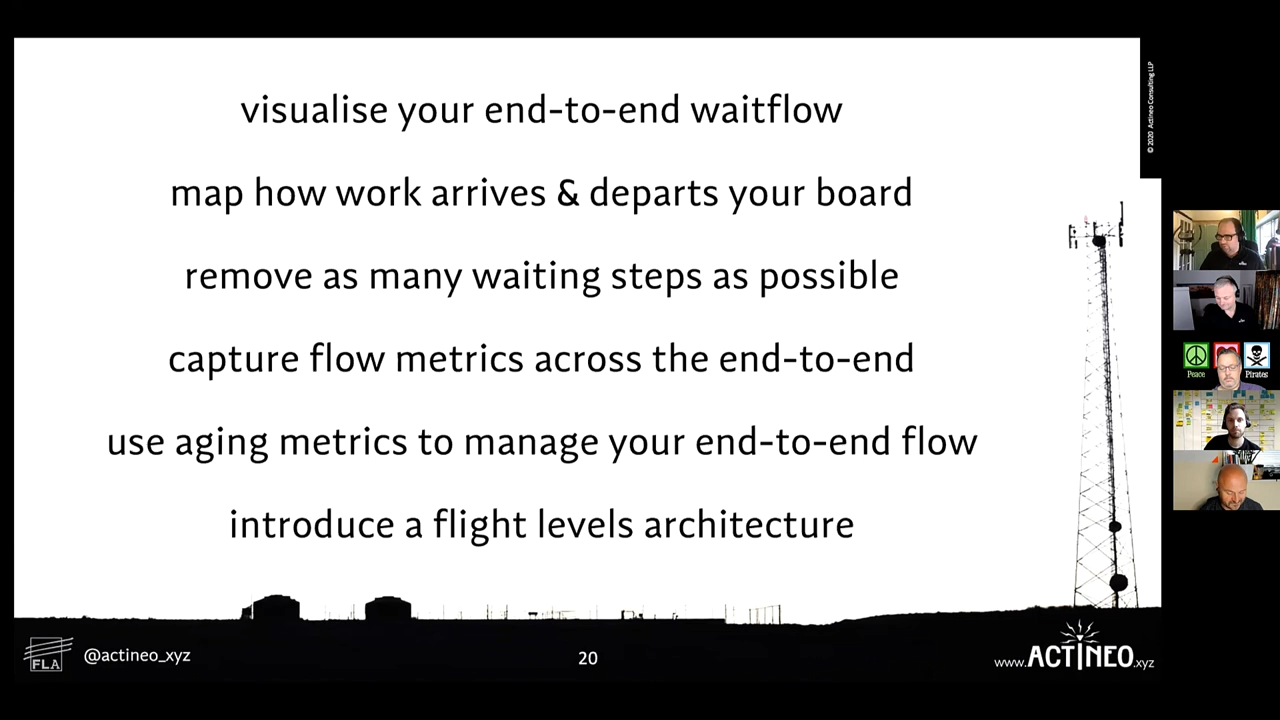 visualise your end-to-end waitflow
map how work arrives & departs your board
remove as many waiting steps as possible
capture flow metrics across the end-to-end
use aging metrics to manage your end-to-end flow
introduce a flight levels architecture
© 2020 Actineo Consulting LLP
Peace
Pirates
FLA
@actineo_xyz
20
www.ACTINEO.xyz